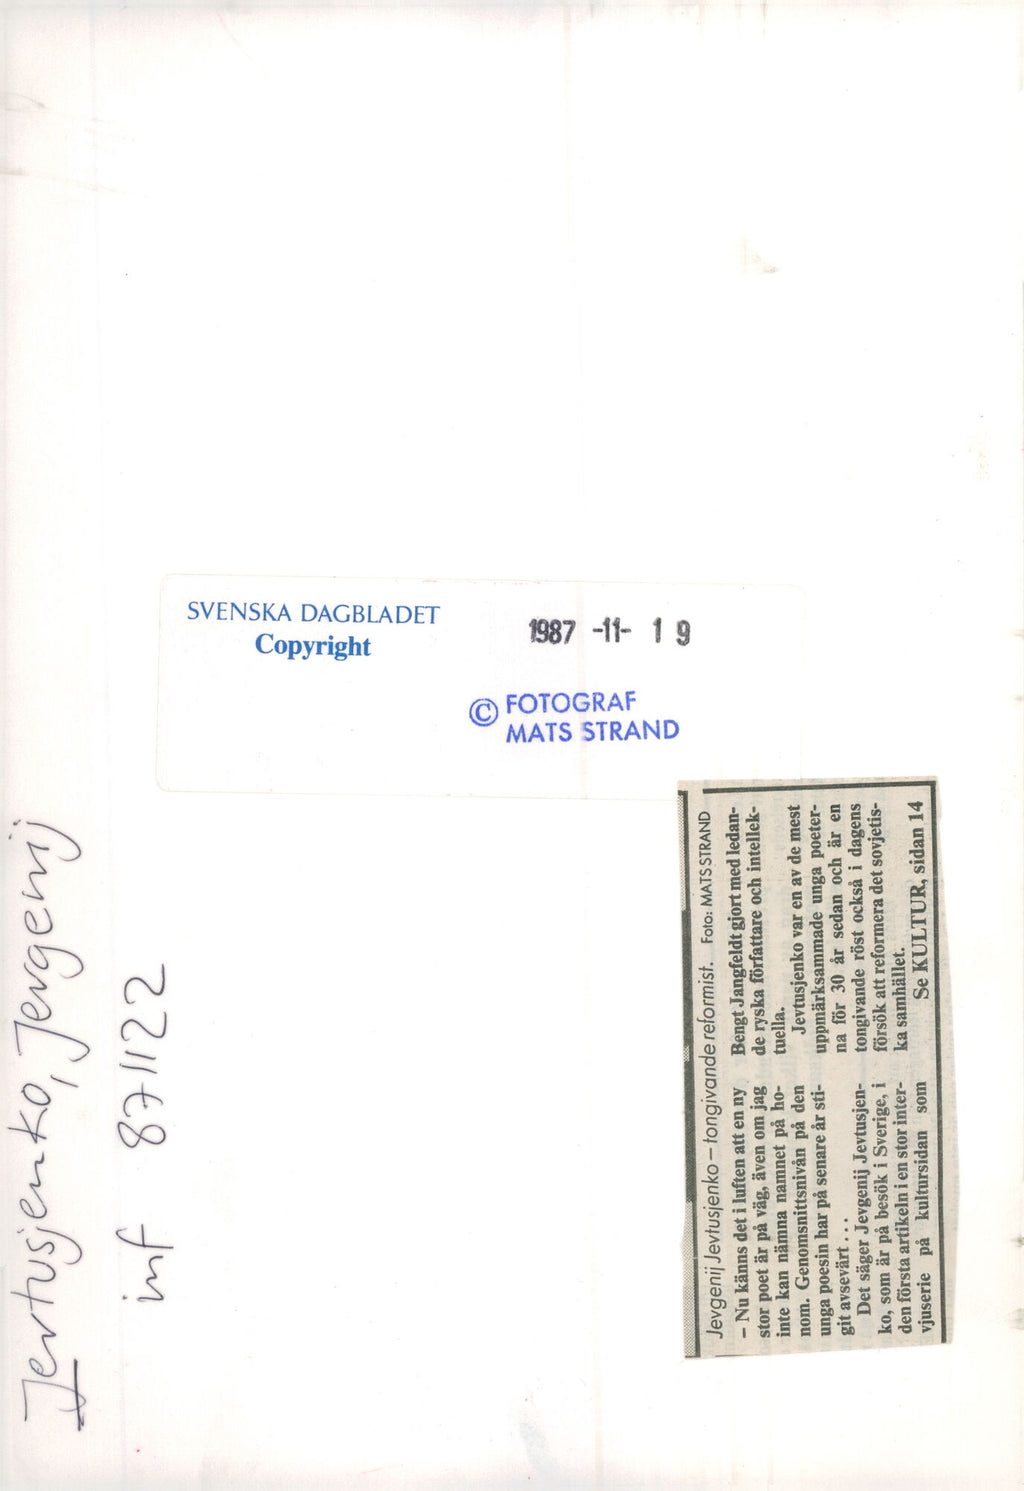 Jevtusjenko, Jevgenij
inf 871122
SVENSKA DAGBLADET
Copyright
1987 -11- 19
© FOTOGRAF
MATS STRAND
Jevgenij Jevtusjenko – tongivande reformist. Foto: MATS STRAND
– Nu känns det i luften att en ny
stor poet är på väg, även om jag
inte kan nämna namnet på ho-
nom. Genomsnittsnivån på den
unga poesin har på senare år sti-
git avsevärt . . .
Det säger Jevgenij Jevtusjen-
ko, som är på besök i Sverige, i
den första artikeln i en stor inter-
vjuserie på kultursidan som
Bengt Jangfeldt gjort med ledan-
de ryska författare och intellek-
tuella.
Jevtusjenko var en av de mest
uppmärksammade unga poeter-
na för 30 år sedan och är en
tongivande röst också i dagens
försök att reformera det sovjetis-
ka samhället.
Se KULTUR, sidan 14